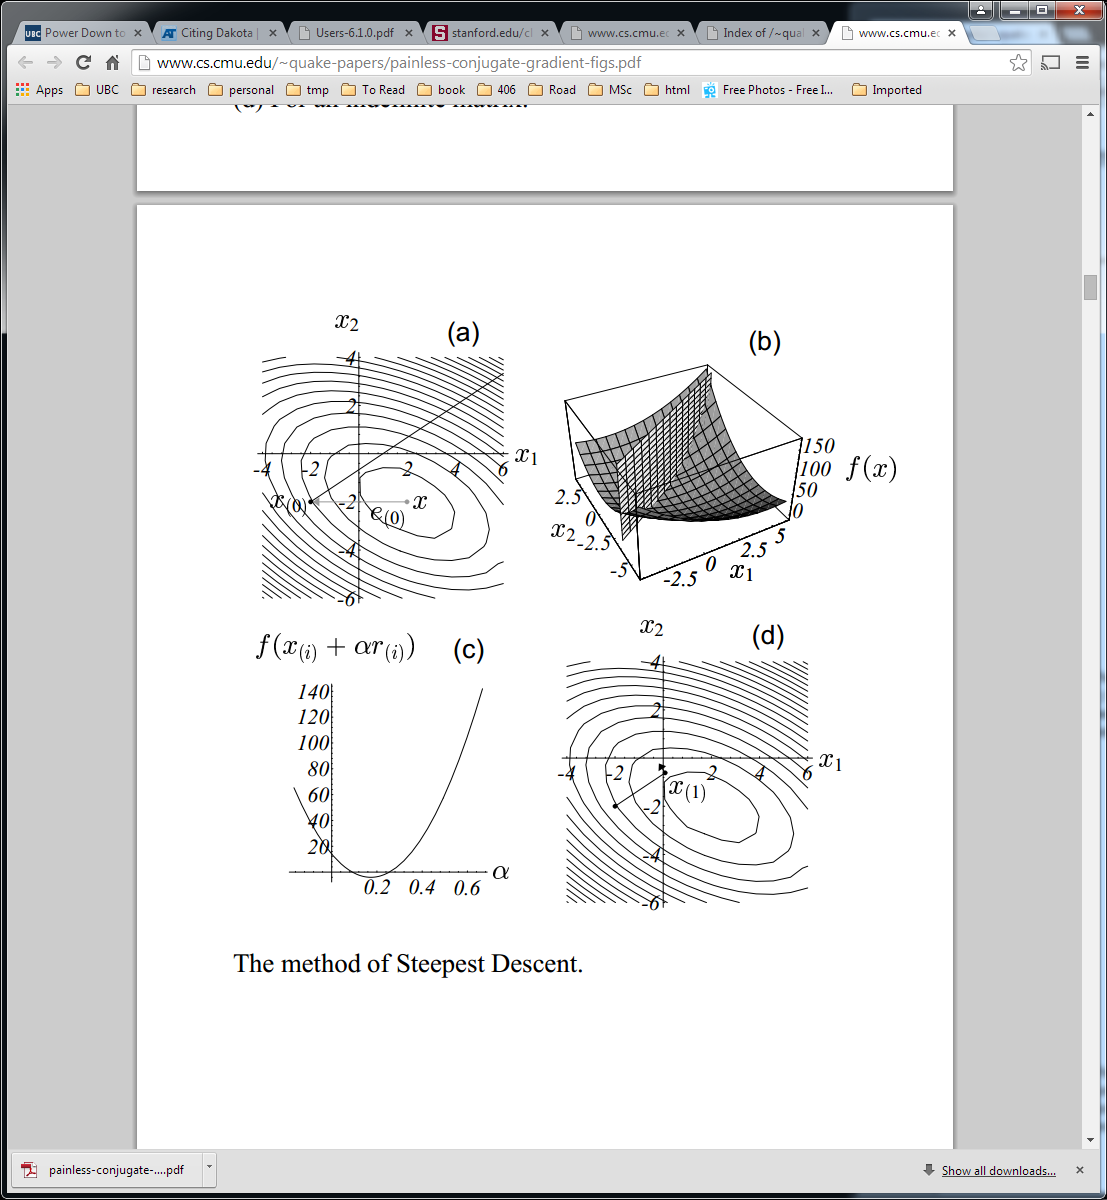 Power Down to
Citing Dakota |
Users-6.1.0.pdf
stanford.edu/cl
www.cs.cmu.ec
Index of /~qual
www.cs.cmu.ec
www.cs.cmu.edu/~quake-papers/painless-conjugate-gradient-figs.pdf
Apps UBC research personal tmp To Read book 406 Road MSc html Free Photos - Free I... Imported
(d) For an indefinite matrix.
x2 (a)
4
2
-4 -2 2 4 6 x1
x(0) -2 e(0) x
-4
-6
(b)
150
100 f(x)
50
0
2.5
0
x2 -2.5
-5
-2.5 0 2.5 5
x1
f(x(i) + αr(i)) (c)
140
120
100
80
60
40
20
0.2 0.4 0.6 α
x2 (d)
4
2
-4 -2 2 4 6 x1
x(1)
-2
-4
-6
The method of Steepest Descent.
painless-conjugate-....pdf
Show all downloads...